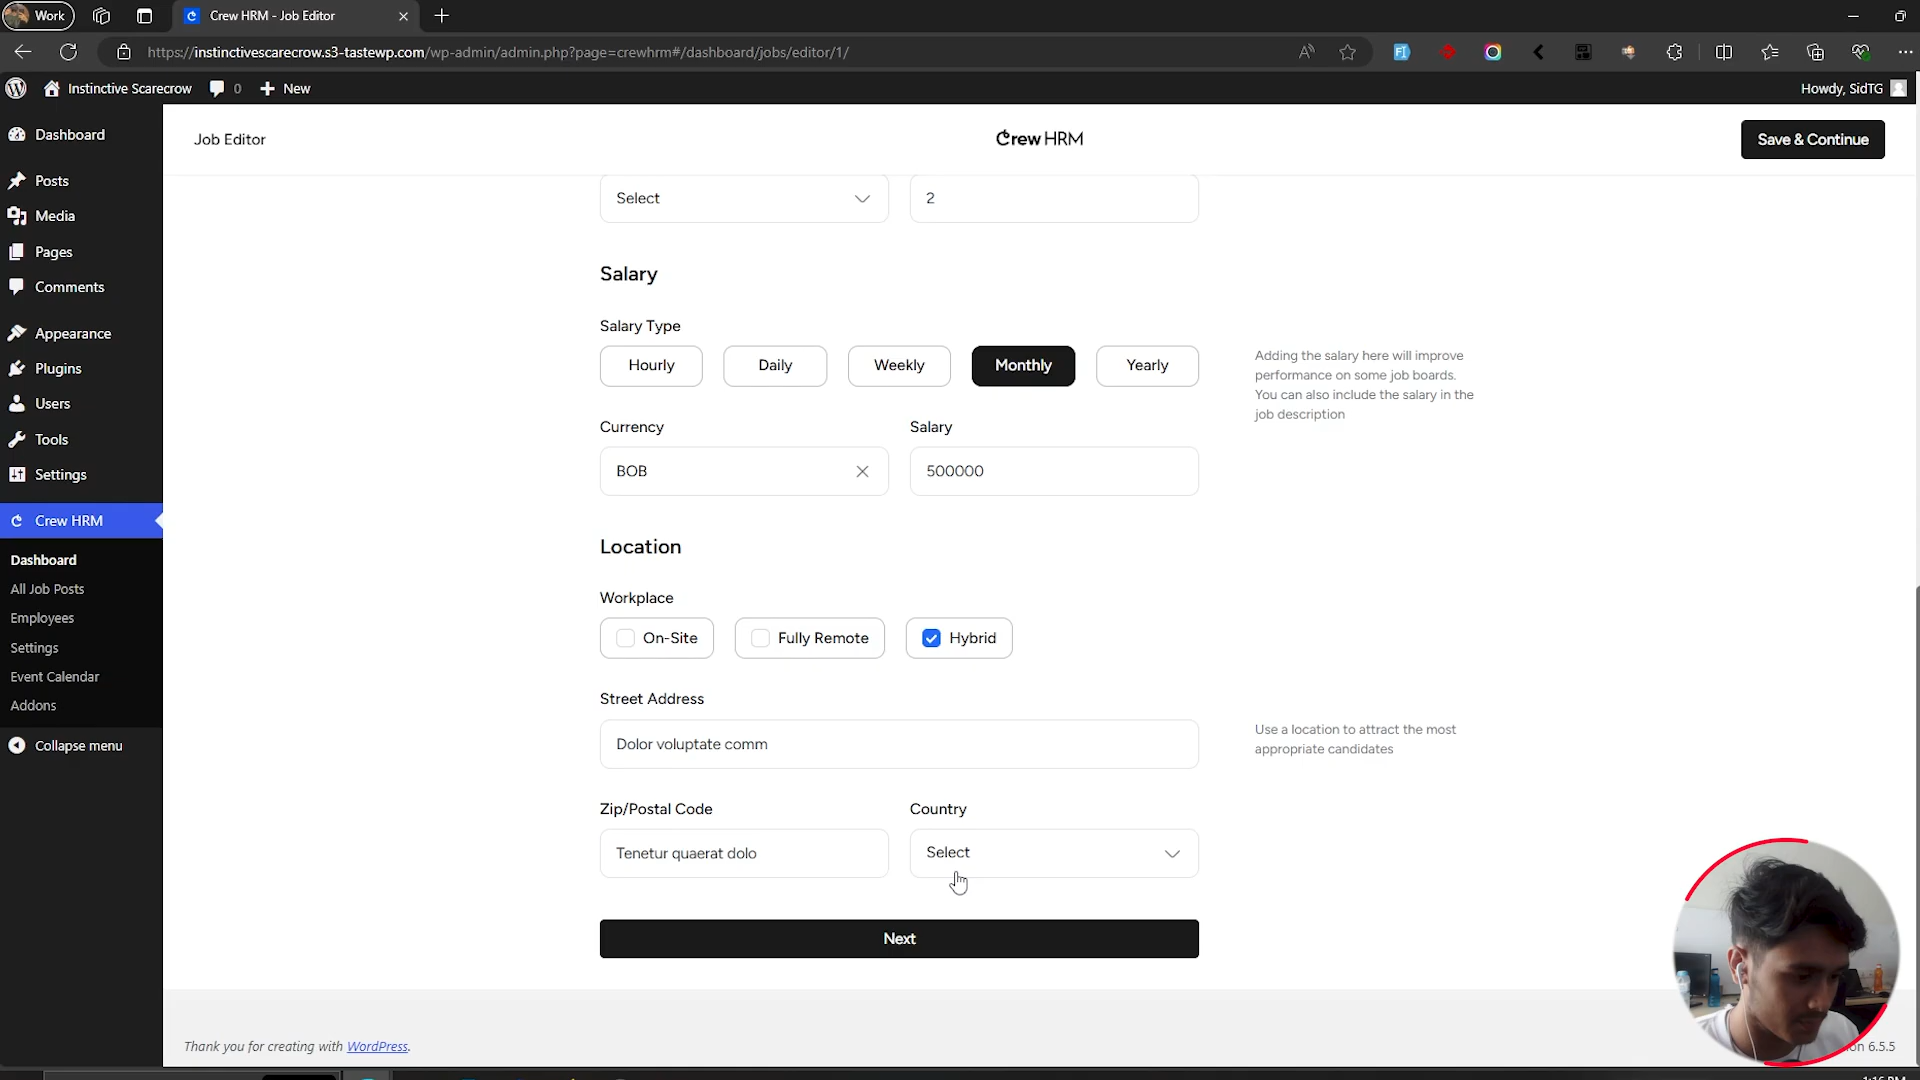 Work
Crew HRM - Job Editor
https://instinctivescarecrow.s3-tastewp.com/wp-admin/admin.php?page=crewhrm#/dashboard/jobs/editor/1/
Instinctive Scarecrow
0
New
Howdy, SidTG
Dashboard
Posts
Media
Pages
Comments
Appearance
Plugins
Users
Tools
Settings
Crew HRM
Dashboard
All Job Posts
Employees
Settings
Event Calendar
Addons
Collapse menu
Job Editor
Crew HRM
Save & Continue
Select
2
Salary
Salary Type
Hourly
Daily
Weekly
Monthly
Yearly
Adding the salary here will improve
performance on some job boards.
You can also include the salary in the
job description
Currency
Salary
BOB
500000
Location
Workplace
On-Site
Fully Remote
Hybrid
Street Address
Dolor voluptate comm
Use a location to attract the most
appropriate candidates
Zip/Postal Code
Country
Tenetur quaerat dolo
Select
Next
Thank you for creating with WordPress.
6.5.5